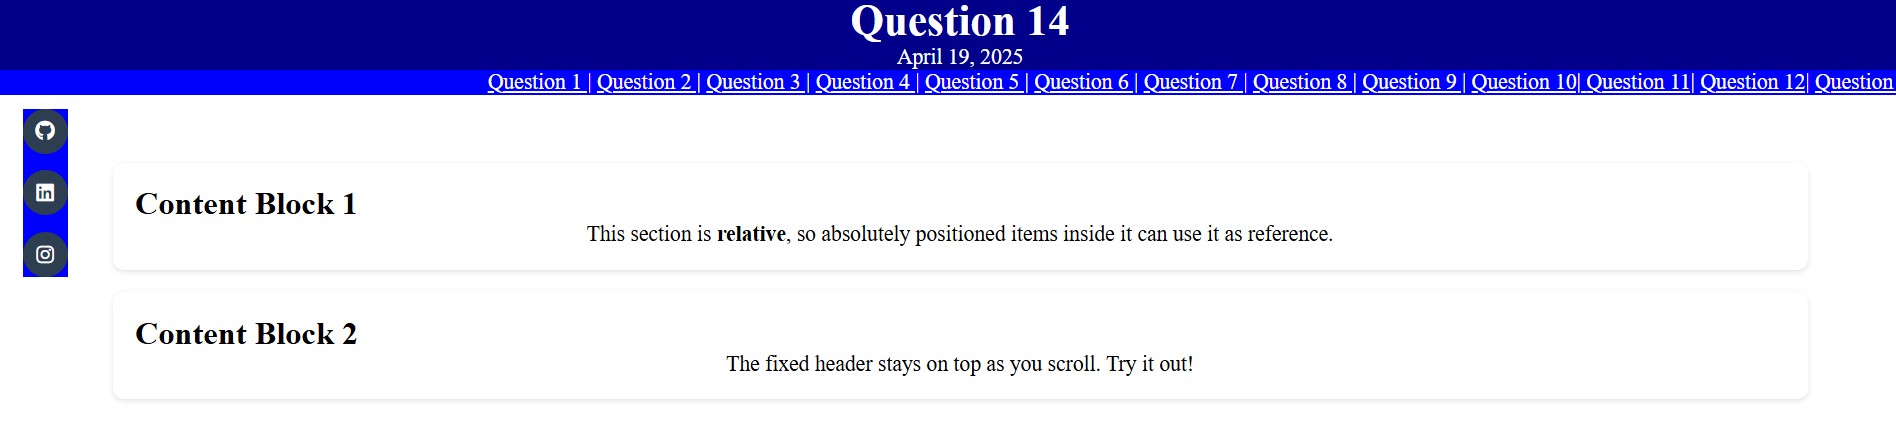 Question 14
April 19, 2025
Question 1 | Question 2 | Question 3 | Question 4 | Question 5 | Question 6 | Question 7 | Question 8 | Question 9 | Question 10| Question 11| Question 12| Question
in
Content Block 1
This section is relative, so absolutely positioned items inside it can use it as reference.
Content Block 2
The fixed header stays on top as you scroll. Try it out!